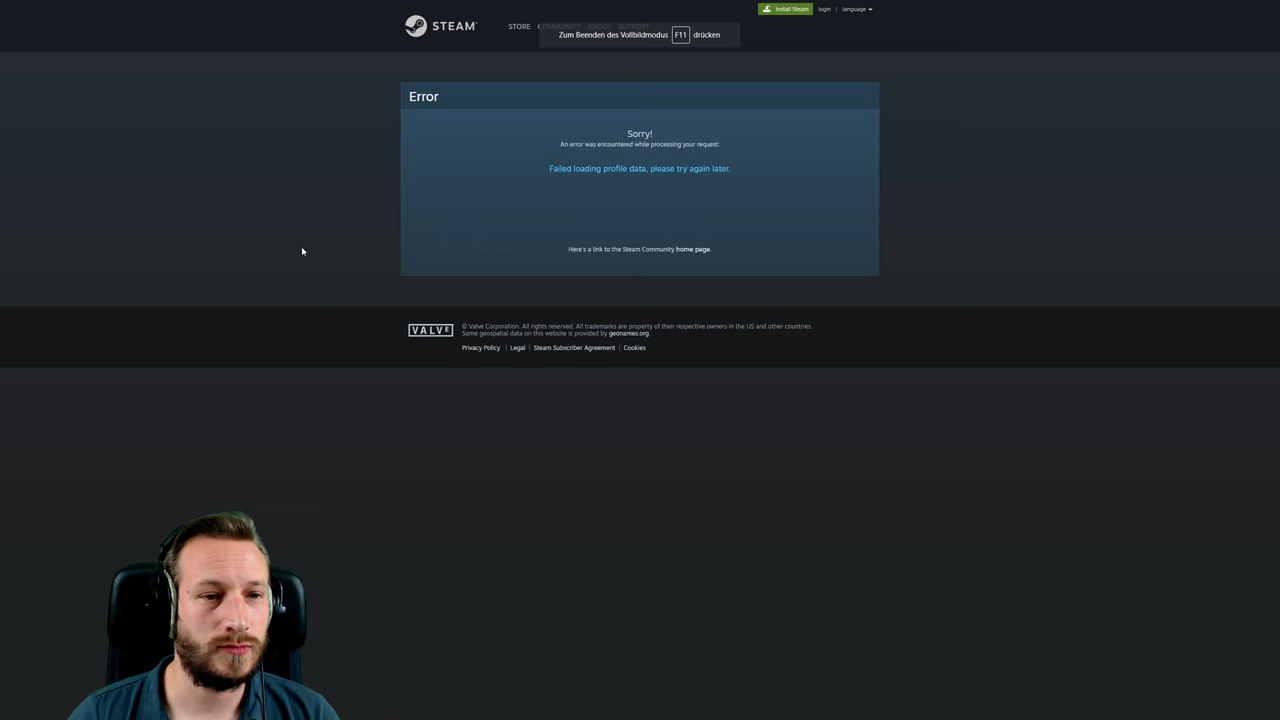 Install Steam
login
language
STEAM
STORE
COMMUNITY
ABOUT
SUPPORT
Zum Beenden des Vollbildmodus F11 drücken
Error
Sorry!
An error was encountered while processing your request:
Failed loading profile data, please try again later.
Here's a link to the Steam Community home page.
VALVE
© Valve Corporation. All rights reserved. All trademarks are property of their respective owners in the US and other countries.
Some geospatial data on this website is provided by geonames.org.
Privacy Policy | Legal | Steam Subscriber Agreement | Cookies